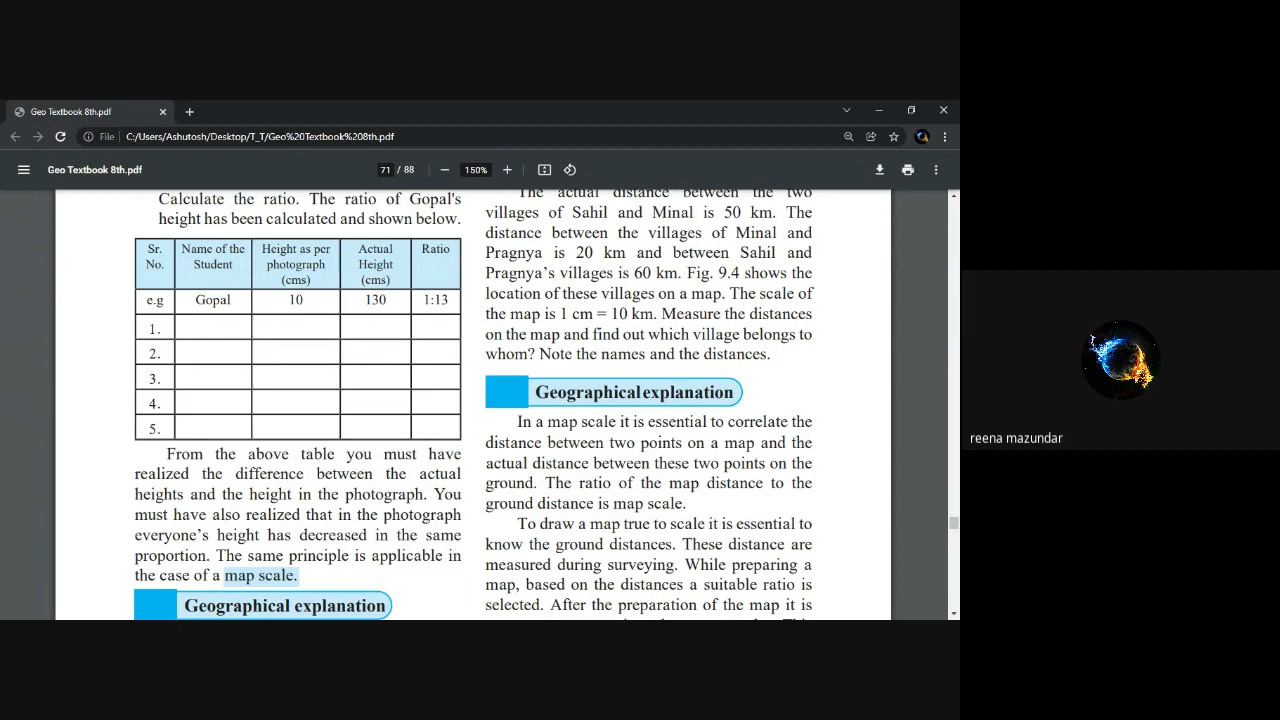 Geo Textbook 8th.pdf
File
C:/Users/Ashutosh/Desktop/T_T/Geo%20Textbook%208th.pdf
Geo Textbook 8th.pdf
71 / 88
150%
Calculate the ratio. The ratio of Gopal's
height has been calculated and shown below.
Sr. No. Name of the Student Height as per photograph (cms) Actual Height (cms) Ratio
e.g Gopal 10 130 1:13
1.
2.
3.
4.
5.
From the above table you must have
realized the difference between the actual
heights and the height in the photograph. You
must have also realized that in the photograph
everyone's height has decreased in the same
proportion. The same principle is applicable in
the case of a map scale.
Geographical explanation
The actual distance between the two
villages of Sahil and Minal is 50 km. The
distance between the villages of Minal and
Pragnya is 20 km and between Sahil and
Pragnya's villages is 60 km. Fig. 9.4 shows the
location of these villages on a map. The scale of
the map is 1 cm = 10 km. Measure the distances
on the map and find out which village belongs to
whom? Note the names and the distances.
Geographical explanation
In a map scale it is essential to correlate the
distance between two points on a map and the
actual distance between these two points on the
ground. The ratio of the map distance to the
ground distance is map scale.
To draw a map true to scale it is essential to
know the ground distances. These distance are
measured during surveying. While preparing a
map, based on the distances a suitable ratio is
selected. After the preparation of the map it is
reena mazundar